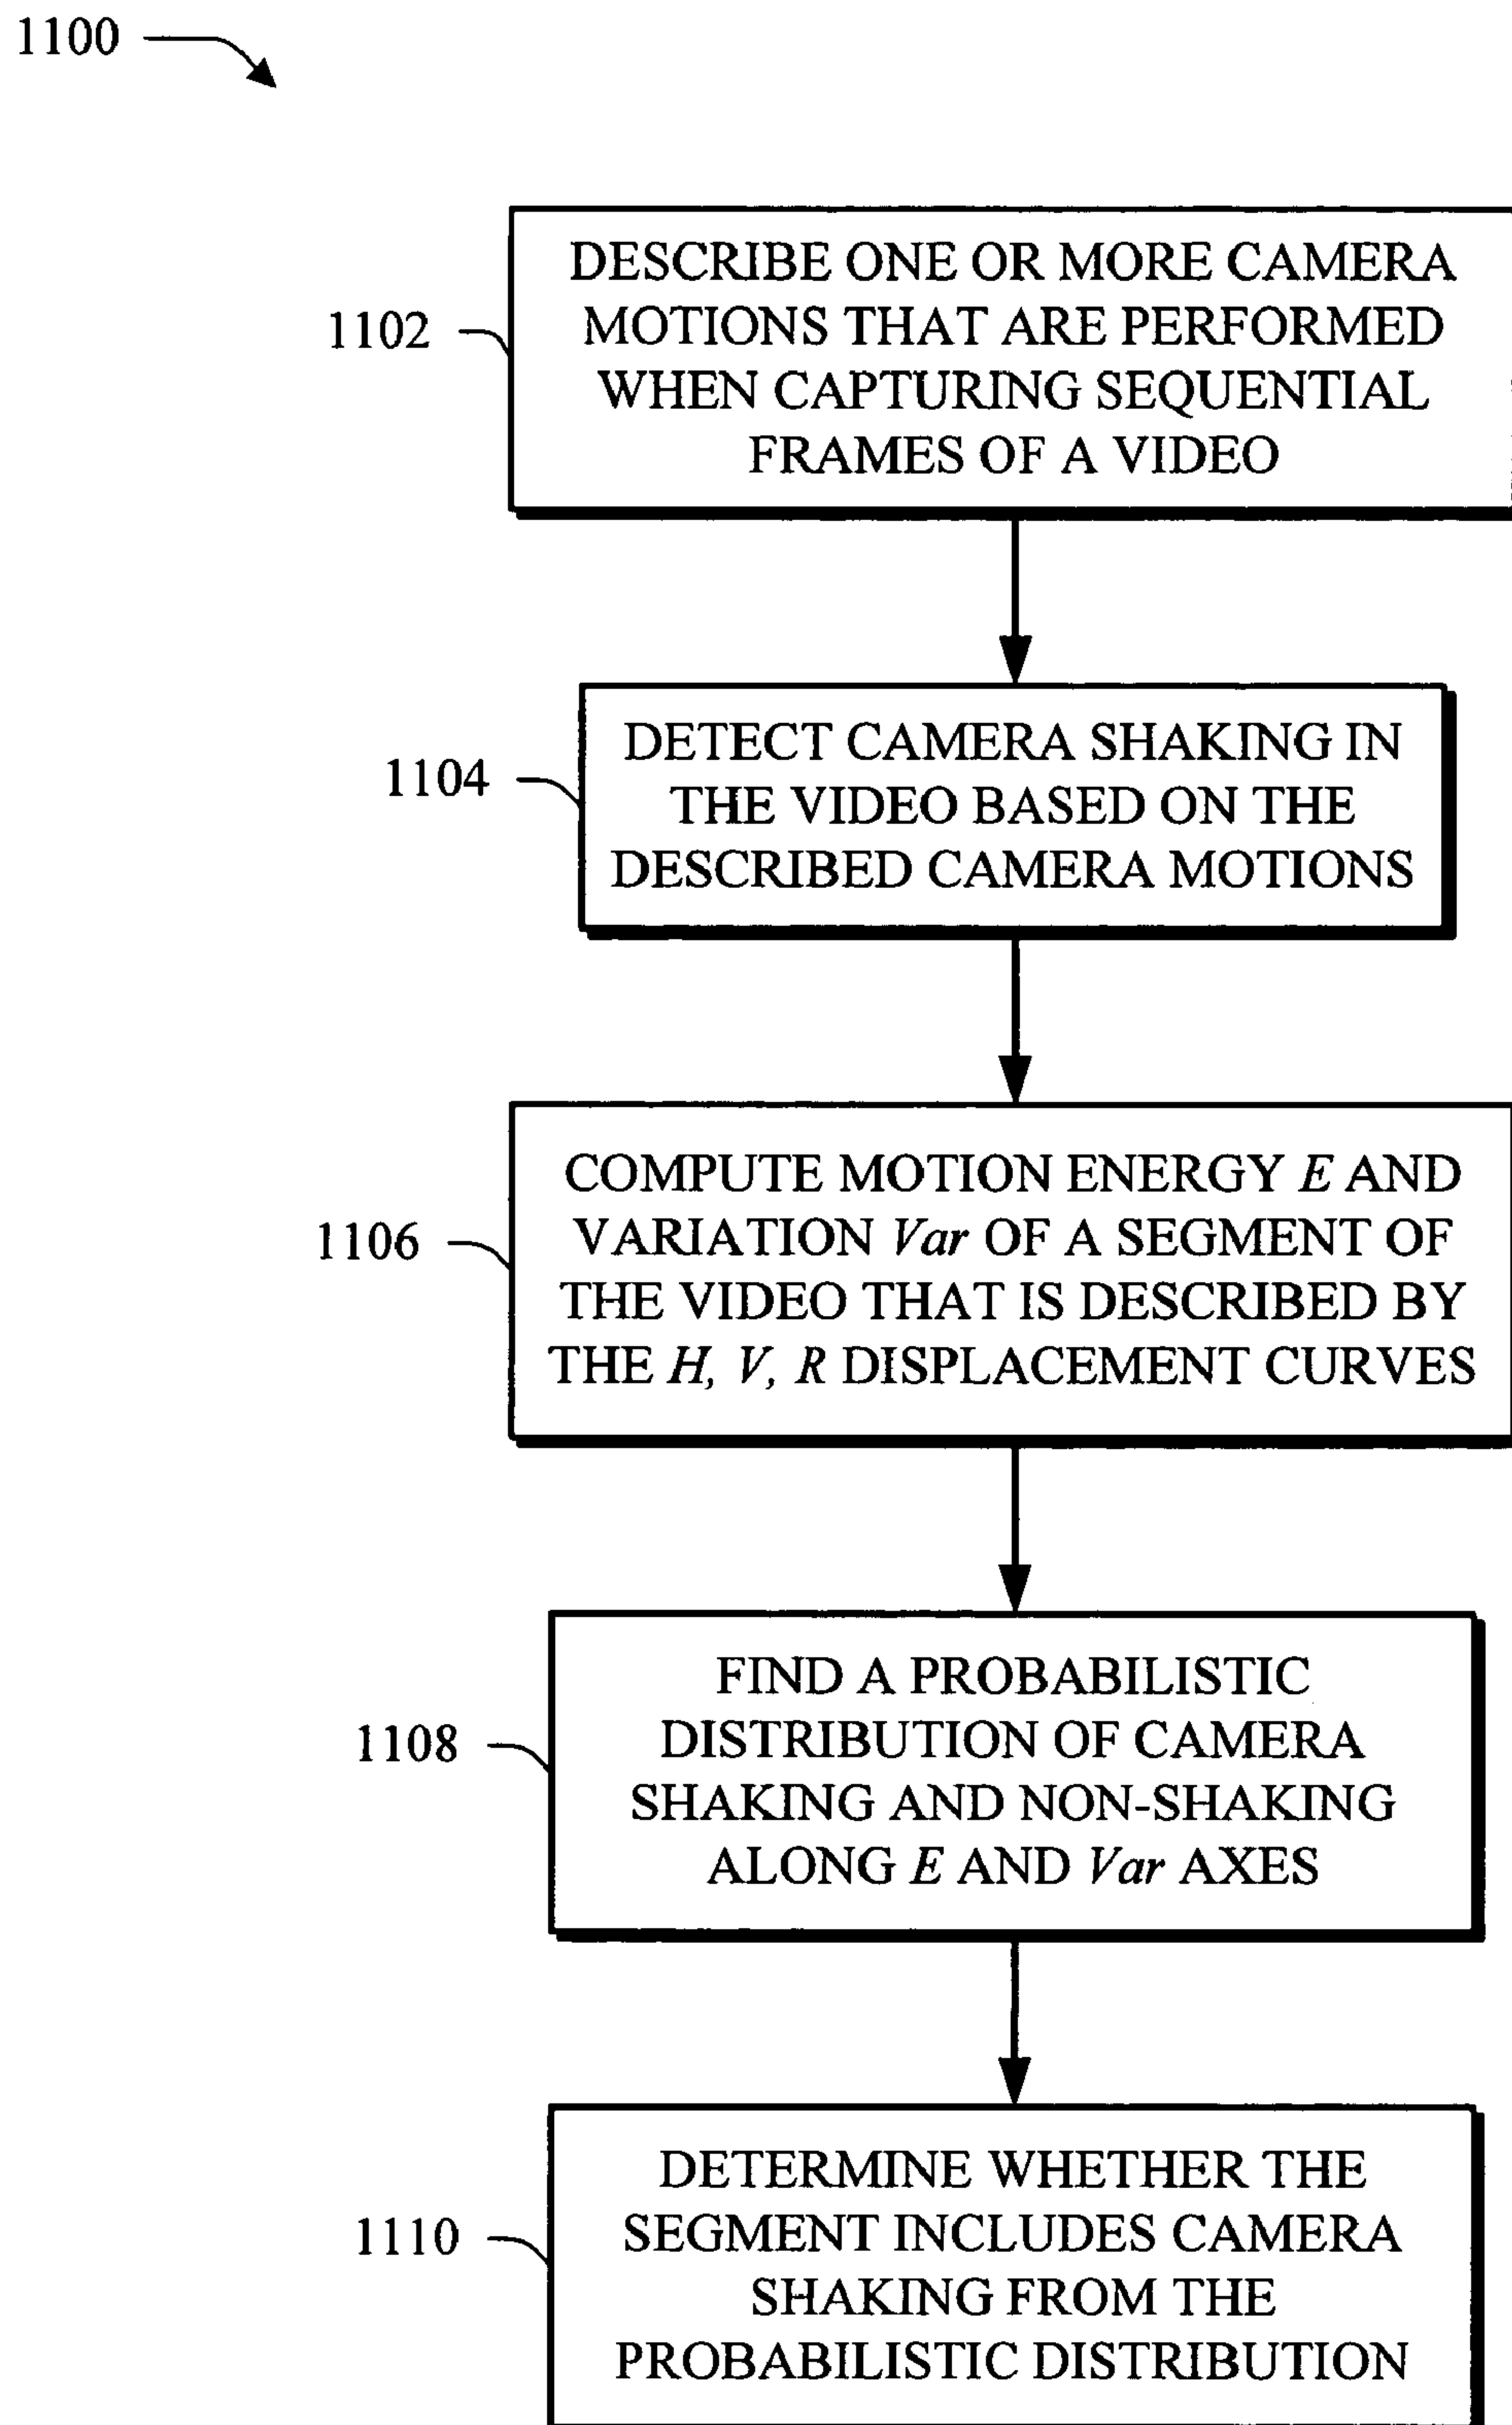 1100
DESCRIBE ONE OR MORE CAMERA
MOTIONS THAT ARE PERFORMED
WHEN CAPTURING SEQUENTIAL
FRAMES OF A VIDEO
1102
DETECT CAMERA SHAKING IN
THE VIDEO BASED ON THE
DESCRIBED CAMERA MOTIONS
1104
COMPUTE MOTION ENERGY E AND
VARIATION Var OF A SEGMENT OF
THE VIDEO THAT IS DESCRIBED BY
THE H, V, R DISPLACEMENT CURVES
1106
FIND A PROBABILISTIC
DISTRIBUTION OF CAMERA
SHAKING AND NON-SHAKING
ALONG E AND Var AXES
1108
DETERMINE WHETHER THE
SEGMENT INCLUDES CAMERA
SHAKING FROM THE
PROBABILISTIC DISTRIBUTION
1110